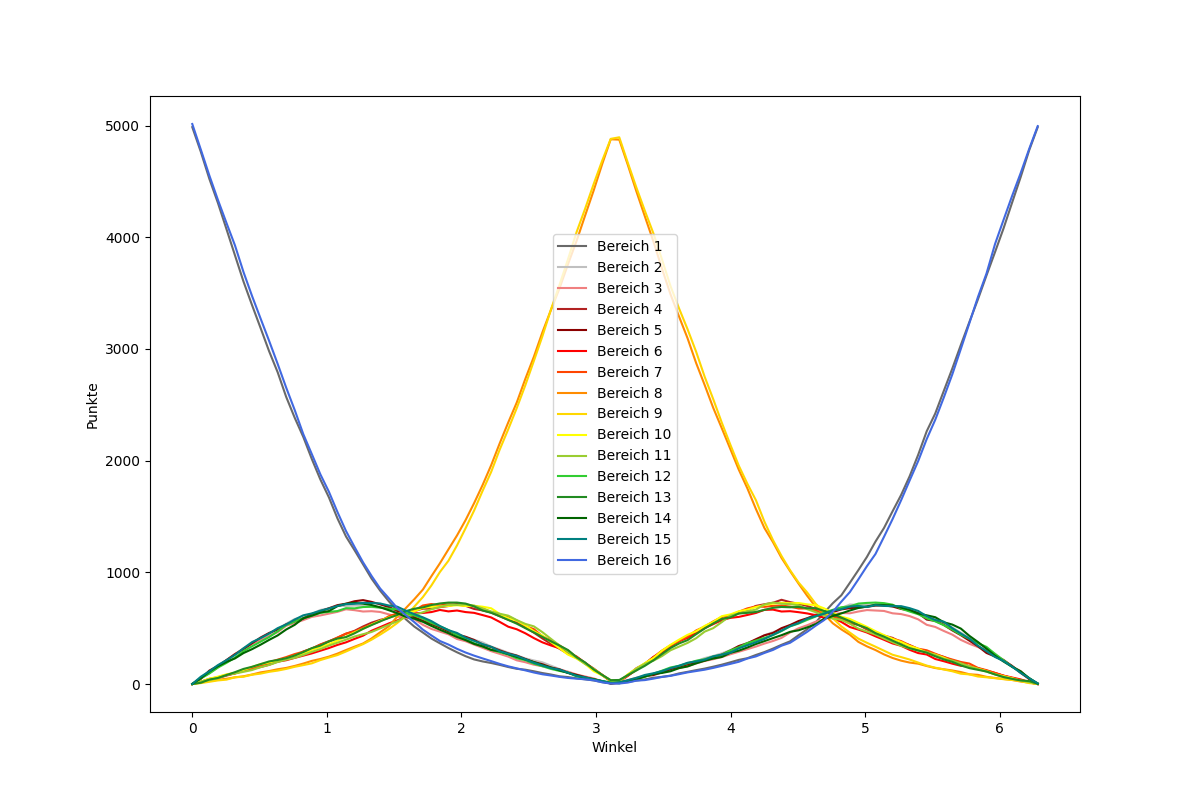 5000
4000
3000
2000
1000
0
Punkte
Bereich 1
Bereich 2
Bereich 3
Bereich 4
Bereich 5
Bereich 6
Bereich 7
Bereich 8
Bereich 9
Bereich 10
Bereich 11
Bereich 12
Bereich 13
Bereich 14
Bereich 15
Bereich 16
0 1 2 3 4 5 6
Winkel